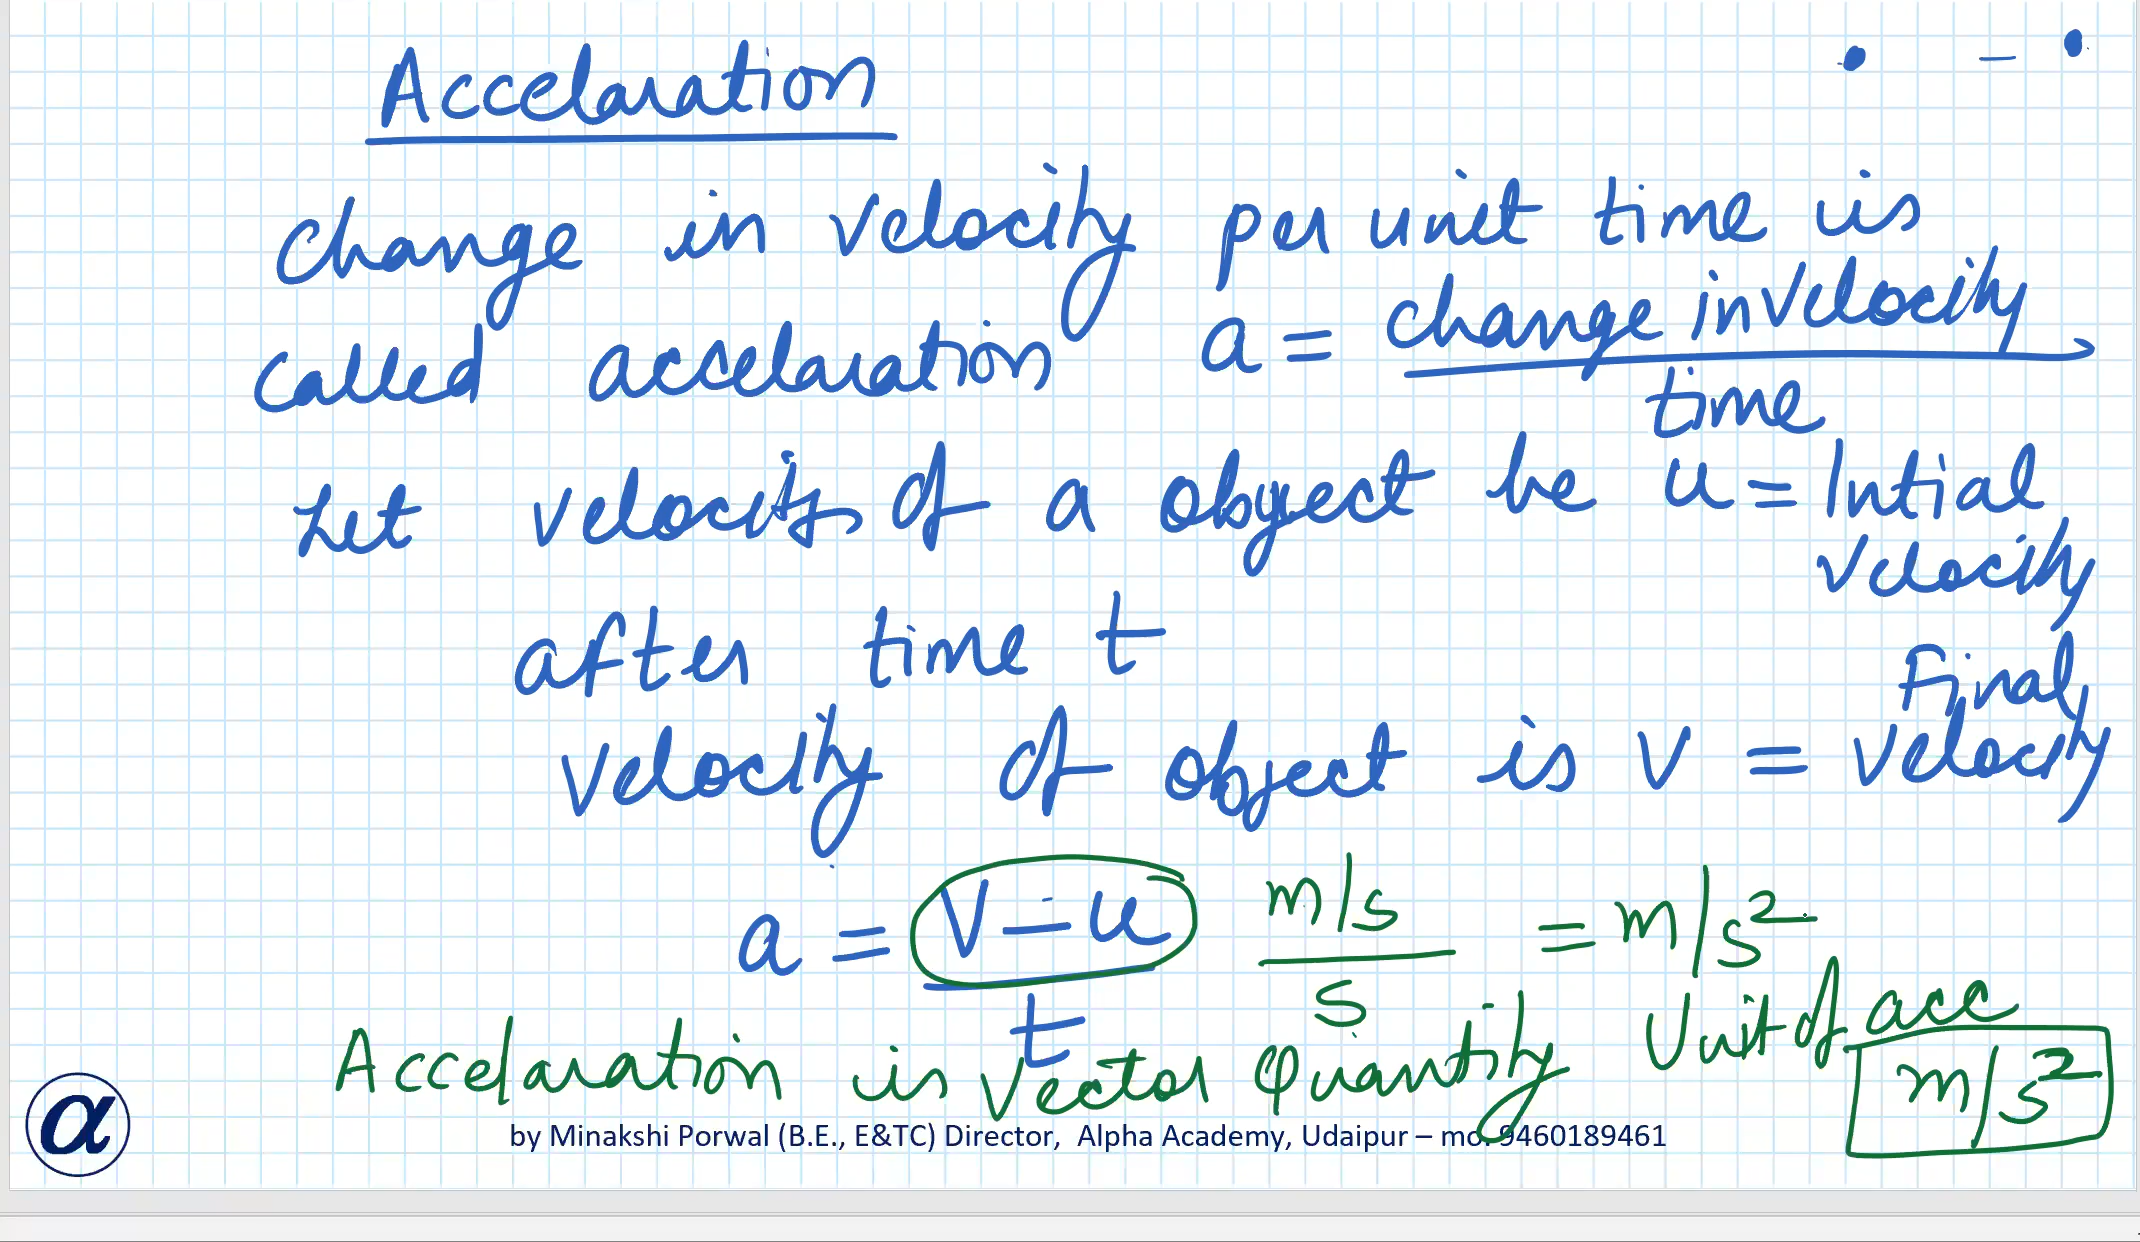 Accelaration
change in velocity per unit time is
called accelaration a = change in velocity
time
Let velocity of a object be u = Intial
velocity
after time t
Final
velocity of object is v = velocity
a = v - u m/s = m/s²
t s
Unit of acc
Accelaration is vector Quantity m/s²
α
by Minakshi Porwal (B.E., E&TC) Director, Alpha Academy, Udaipur – mo. 9460189461